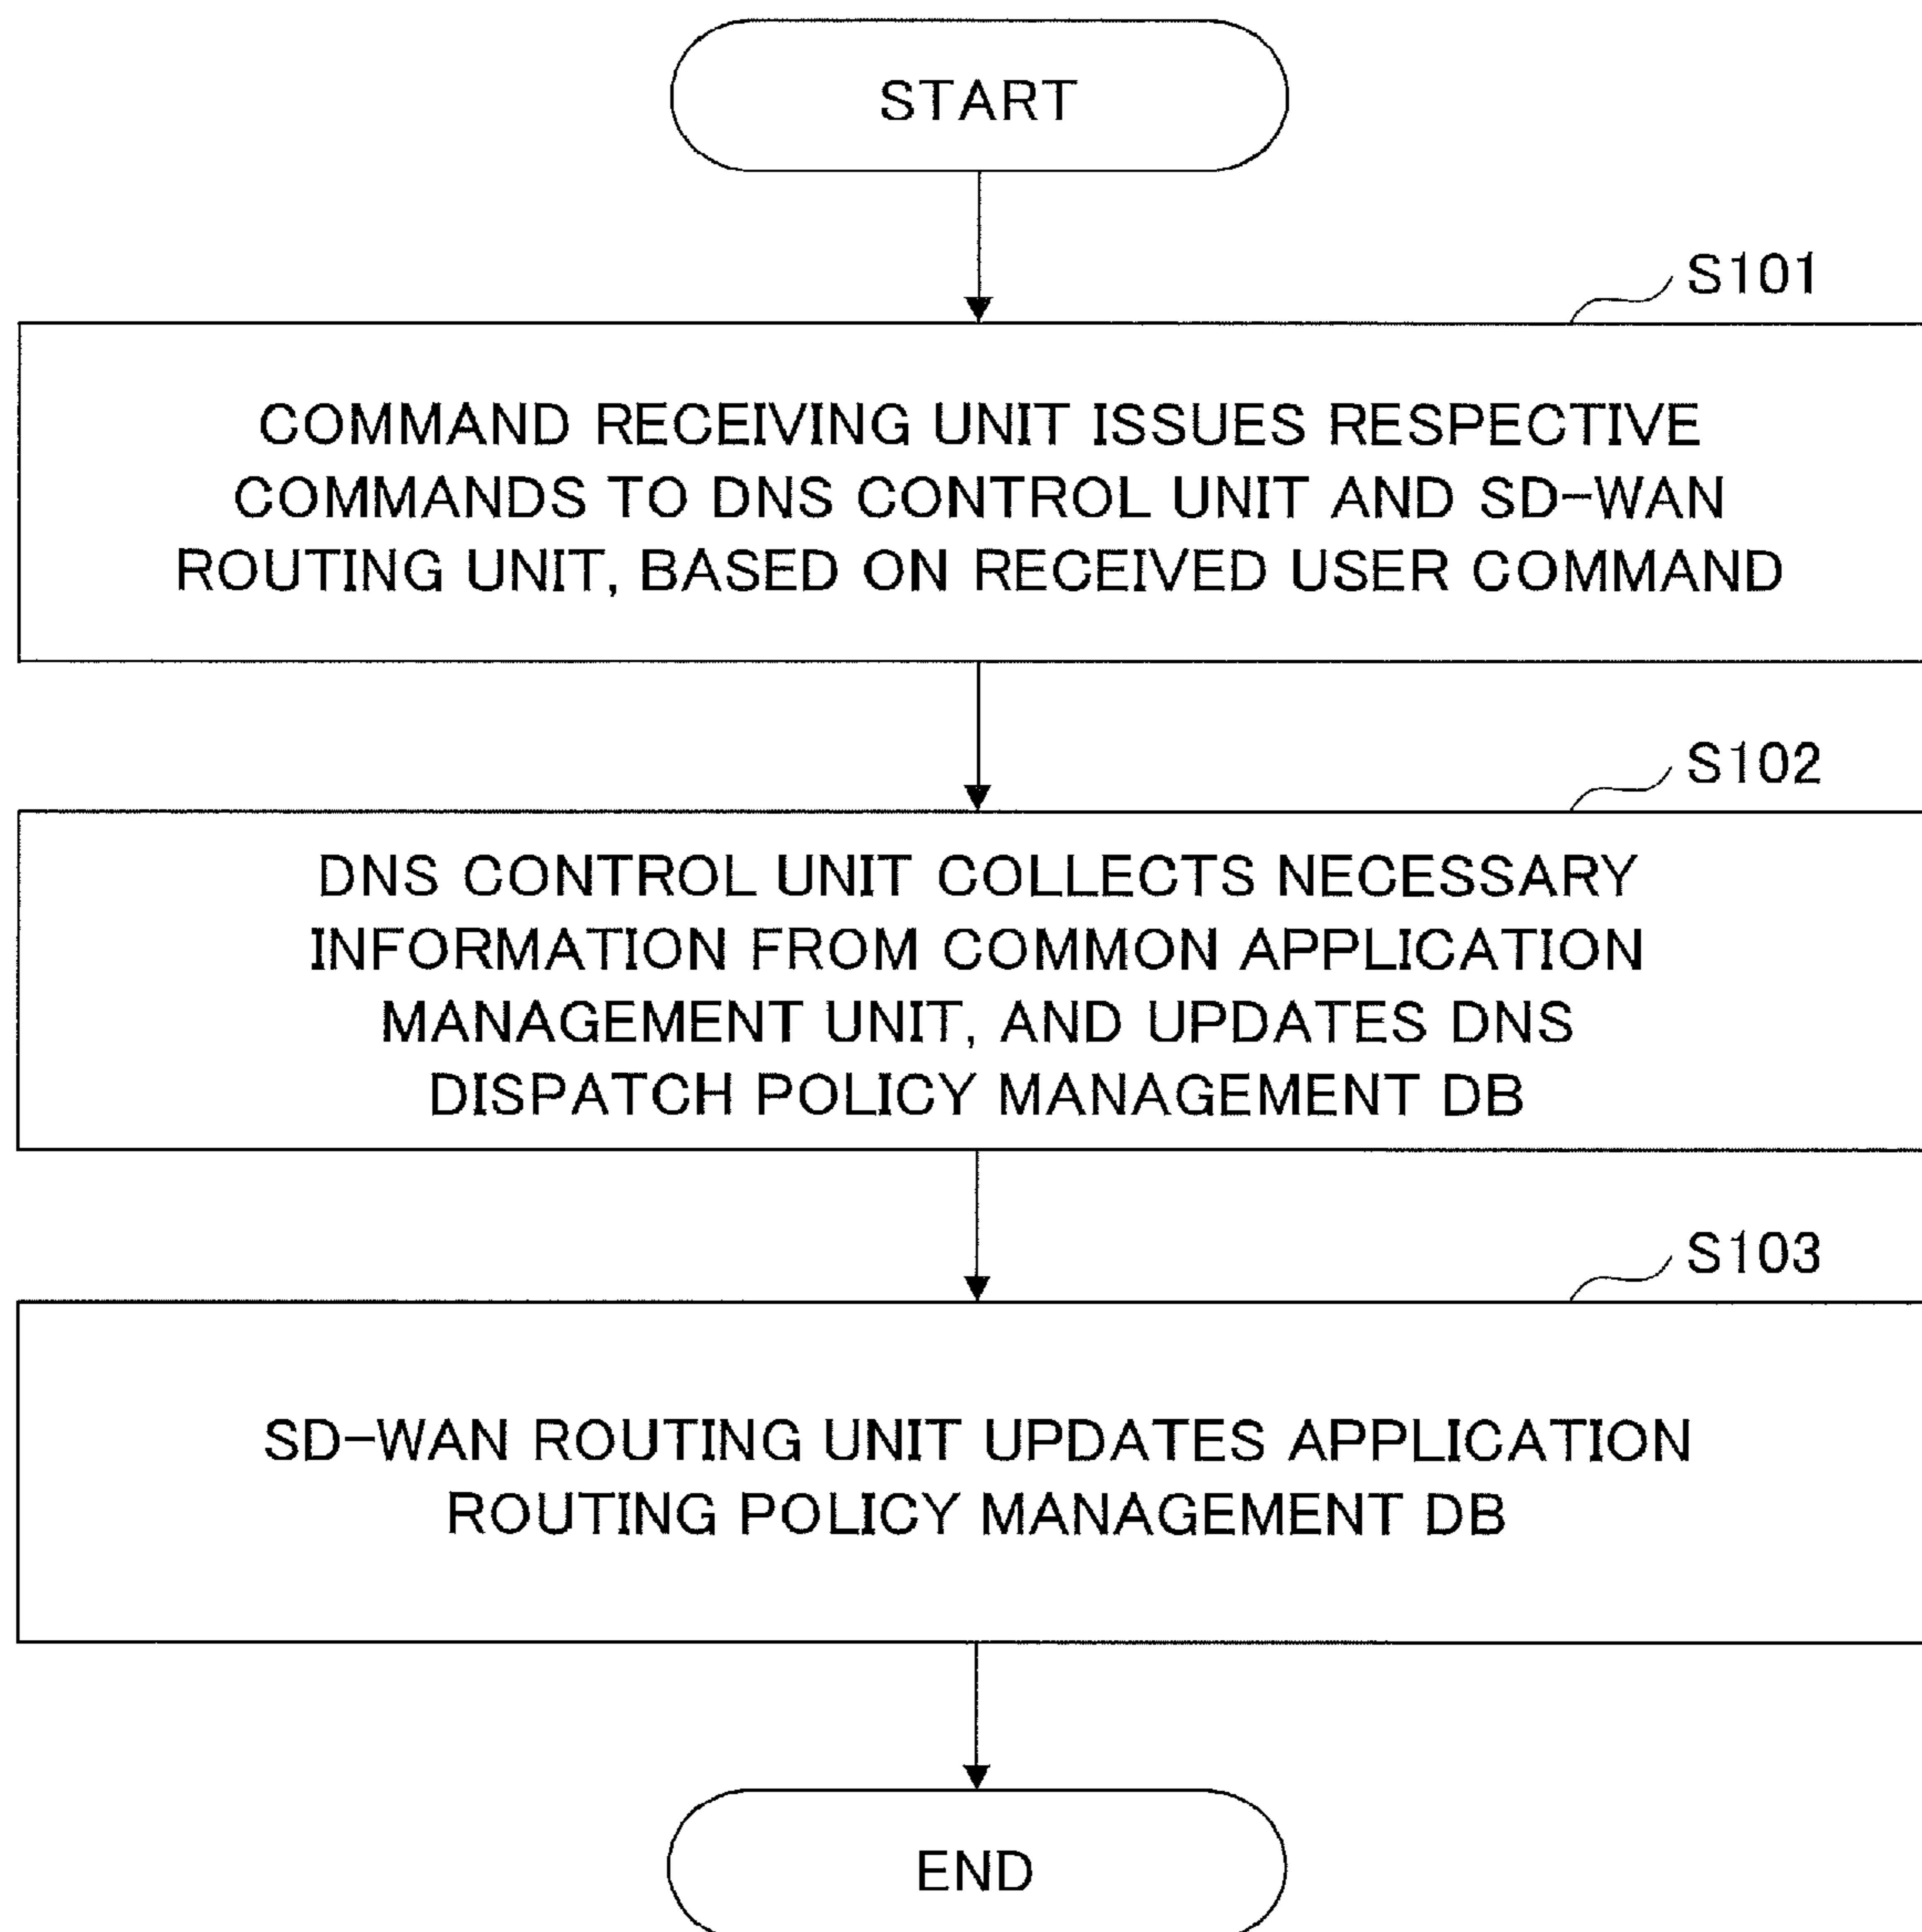 START
S101
COMMAND RECEIVING UNIT ISSUES RESPECTIVE
COMMANDS TO DNS CONTROL UNIT AND SD-WAN
ROUTING UNIT, BASED ON RECEIVED USER COMMAND
S102
DNS CONTROL UNIT COLLECTS NECESSARY
INFORMATION FROM COMMON APPLICATION
MANAGEMENT UNIT, AND UPDATES DNS
DISPATCH POLICY MANAGEMENT DB
S103
SD-WAN ROUTING UNIT UPDATES APPLICATION
ROUTING POLICY MANAGEMENT DB
END